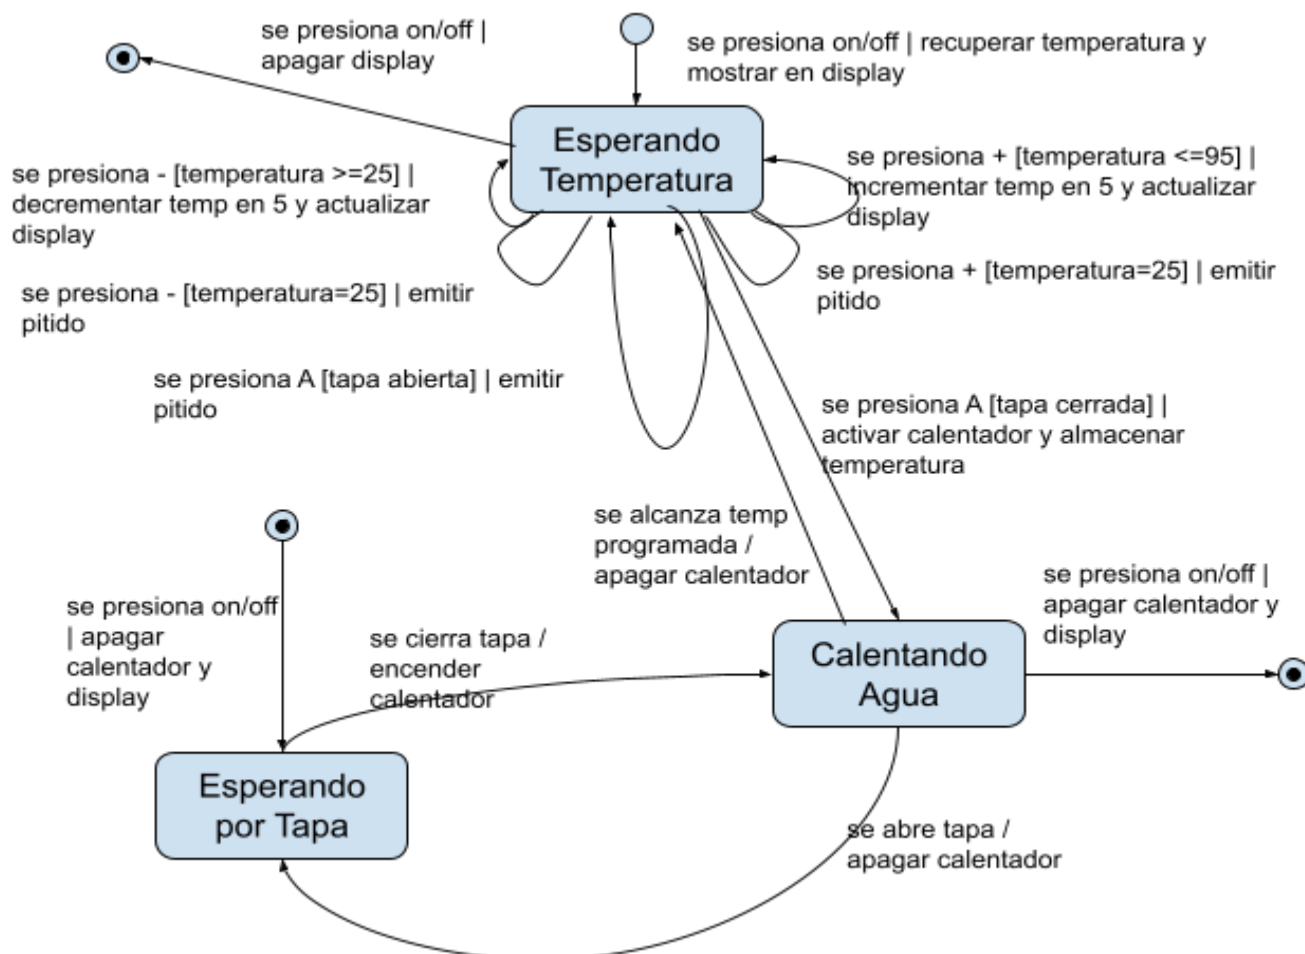 se presiona on/off |
apagar display
se presiona on/off | recuperar temperatura y
mostrar en display
Esperando
Temperatura
se presiona - [temperatura >=25] |
decrementar temp en 5 y actualizar
display
se presiona + [temperatura <=95] |
incrementar temp en 5 y actualizar
display
se presiona - [temperatura=25] | emitir
pitido
se presiona + [temperatura=25] | emitir
pitido
se presiona A [tapa abierta] | emitir
pitido
se presiona A [tapa cerrada] |
activar calentador y almacenar
temperatura
se alcanza temp
programada /
apagar calentador
se presiona on/off |
apagar calentador y
display
se presiona on/off
| apagar
calentador y
display
se cierra tapa /
encender
calentador
Calentando
Agua
Esperando
por Tapa
se abre tapa /
apagar calentador